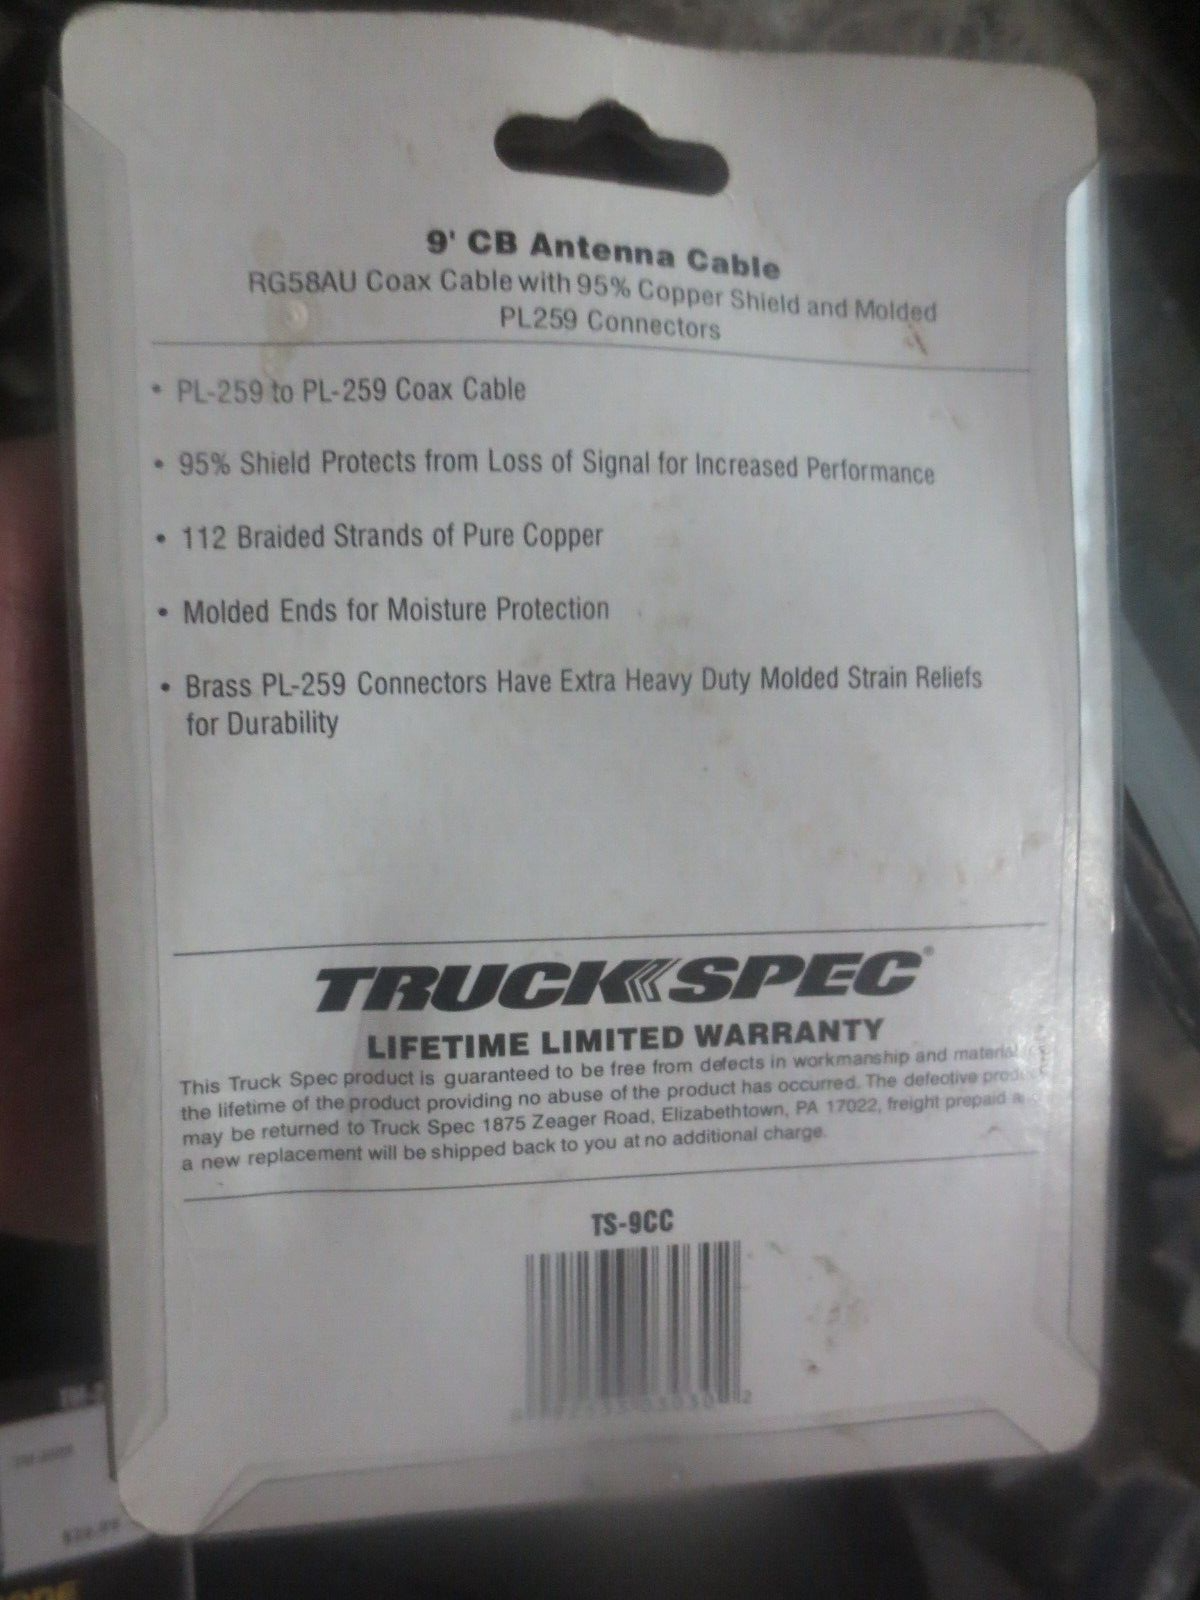 9' CB Antenna Cable
RG58AU Coax Cable with 95% Copper Shield and Molded
PL259 Connectors
• PL-259 to PL-259 Coax Cable
• 95% Shield Protects from Loss of Signal for Increased Performance
• 112 Braided Strands of Pure Copper
• Molded Ends for Moisture Protection
• Brass PL-259 Connectors Have Extra Heavy Duty Molded Strain Reliefs
for Durability
TRUCK SPEC®
LIFETIME LIMITED WARRANTY
This Truck Spec product is guaranteed to be free from defects in workmanship and material
the lifetime of the product providing no abuse of the product has occurred. The defective
may be returned to Truck Spec 1875 Zeager Road, Elizabethtown, PA 17022, freight prepaid
a new replacement will be shipped back to you at no additional charge.
TS-9CC